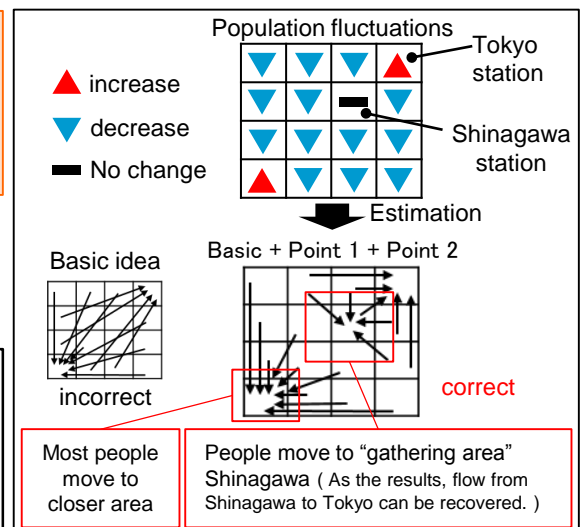 Population fluctuations
Tokyo
station
increase
decrease
No change
Shinagawa
station
Estimation
Basic idea
Basic + Point 1 + Point 2
incorrect
correct
Most people
move to
closer area
People move to “gathering area”
Shinagawa ( As the results, flow from
Shinagawa to Tokyo can be recovered. )